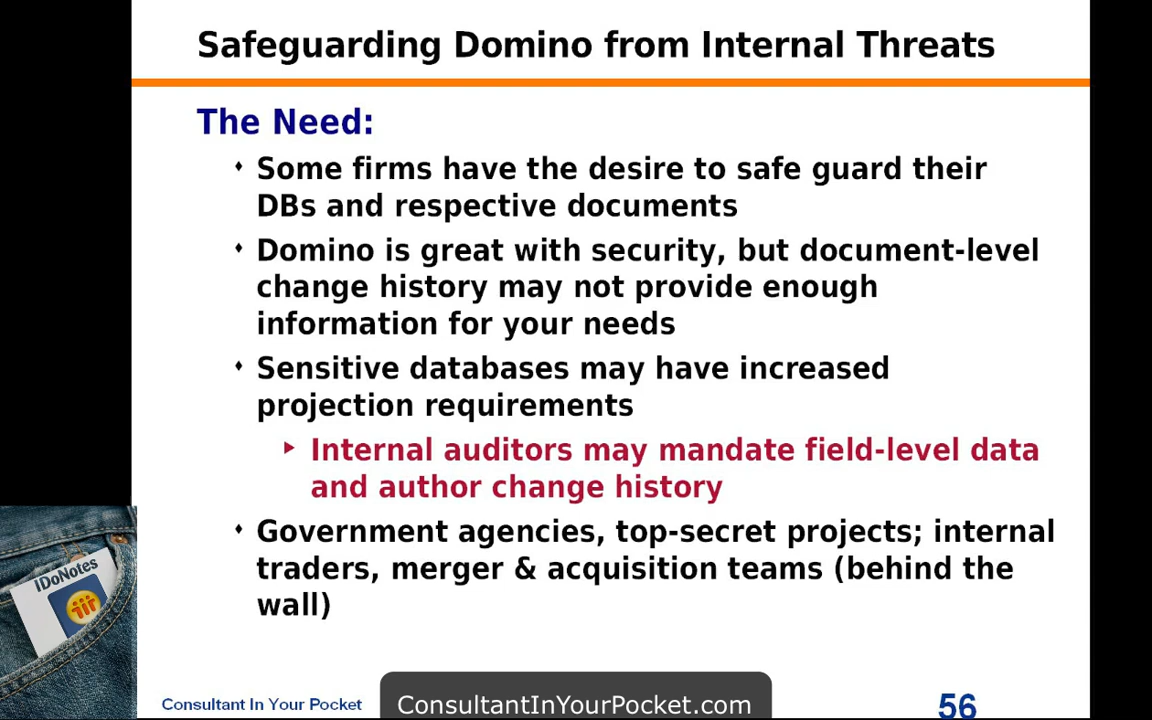 Safeguarding Domino from Internal Threats
The Need:
Some firms have the desire to safe guard their
DBs and respective documents
Domino is great with security, but document-level
change history may not provide enough
information for your needs
Sensitive databases may have increased
projection requirements
Internal auditors may mandate field-level data
and author change history
Government agencies, top-secret projects; internal
traders, merger & acquisition teams (behind the
wall)
IDoNotes
Consultant In Your Pocket
ConsultantInYourPocket.com
56